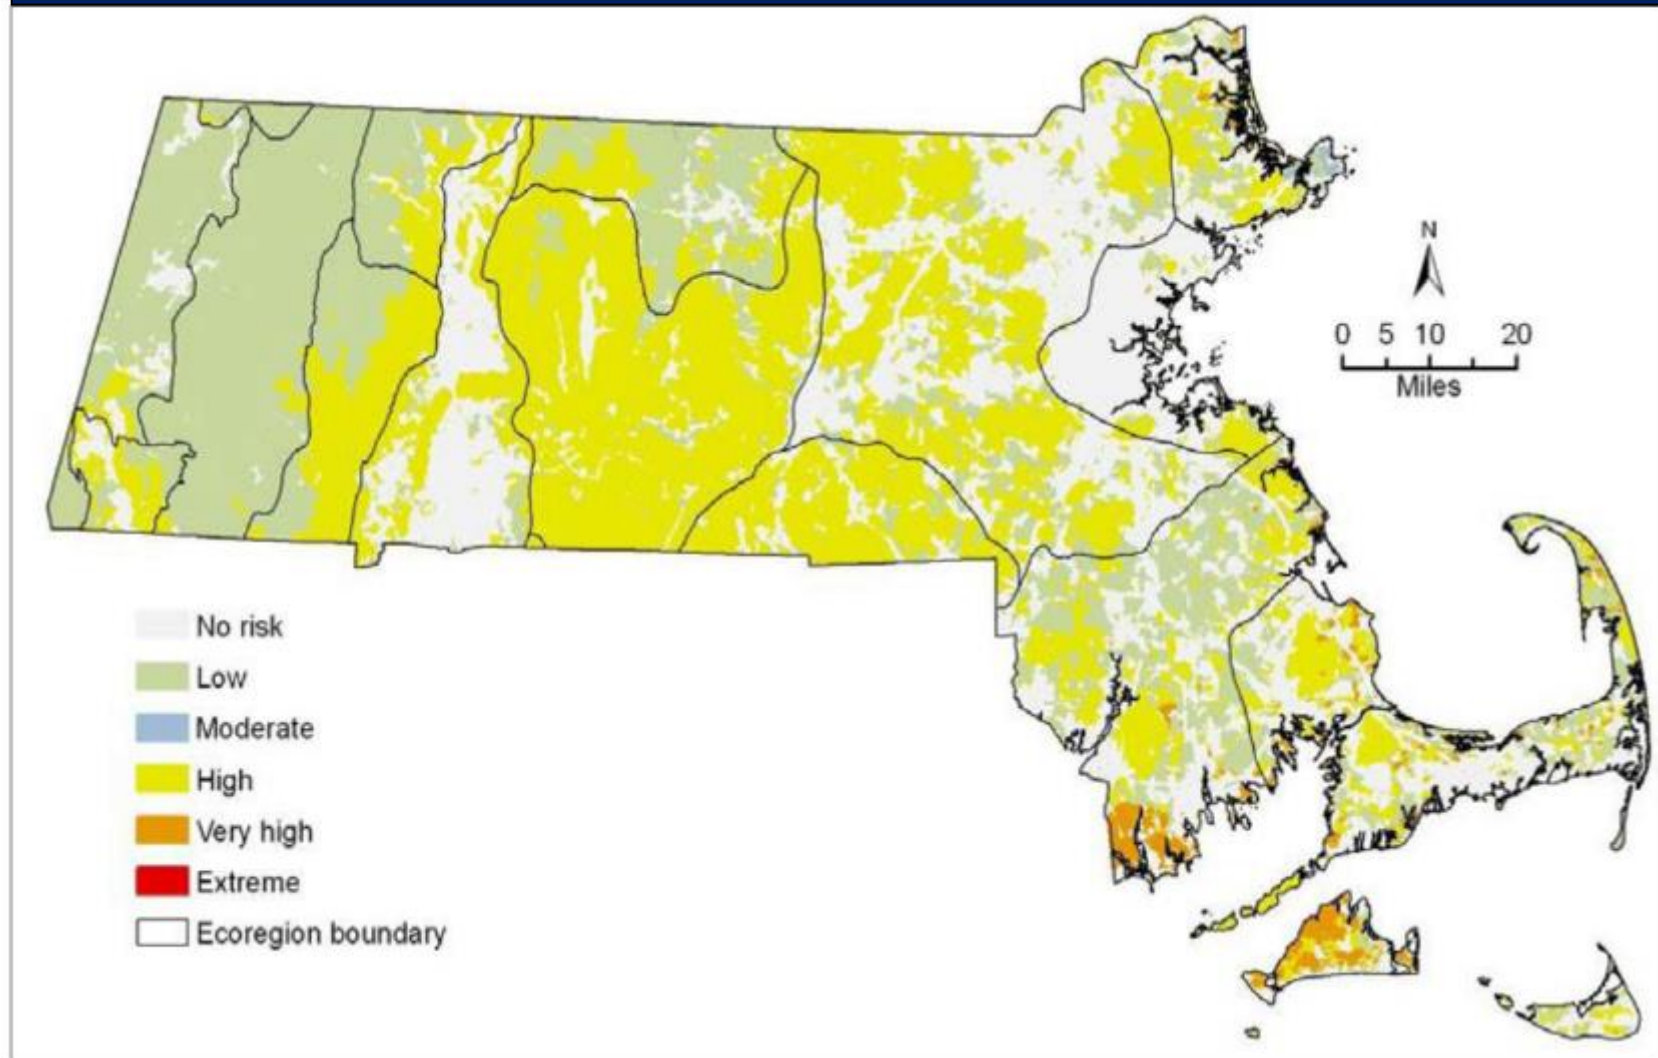 N
0 5 10 20
Miles
No risk
Low
Moderate
High
Very high
Extreme
Ecoregion boundary